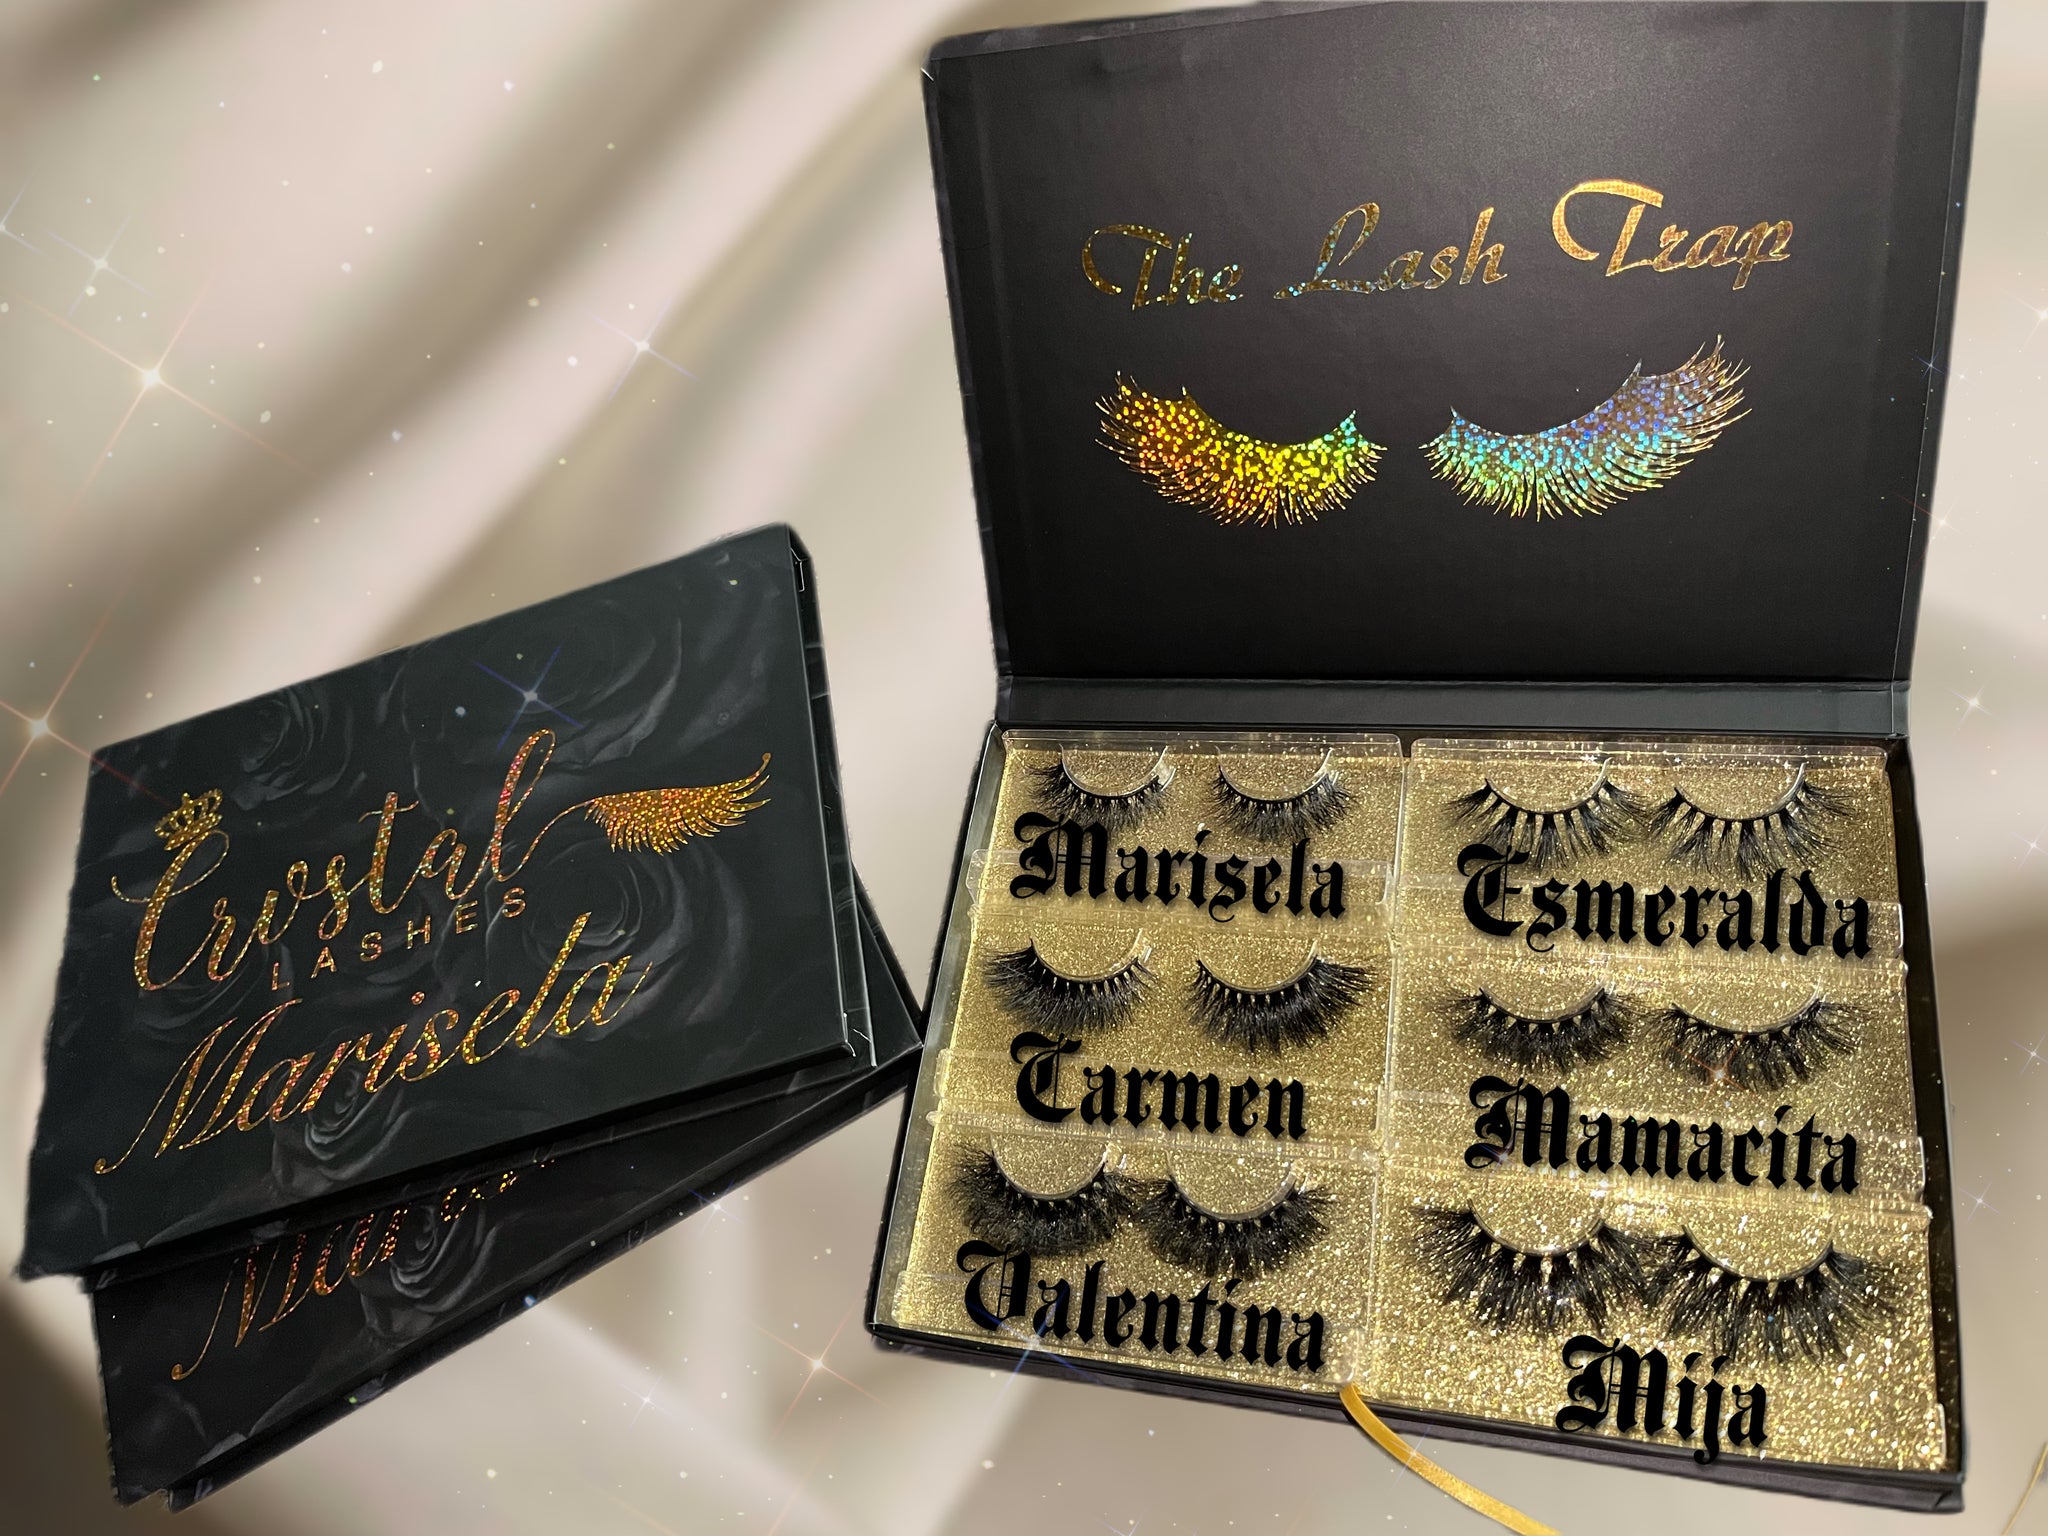 The Lash Trap
Crystal
LASHES
Marisela
Marisela
Esmeralda
Carmen
Mamacita
Valentina
Mija